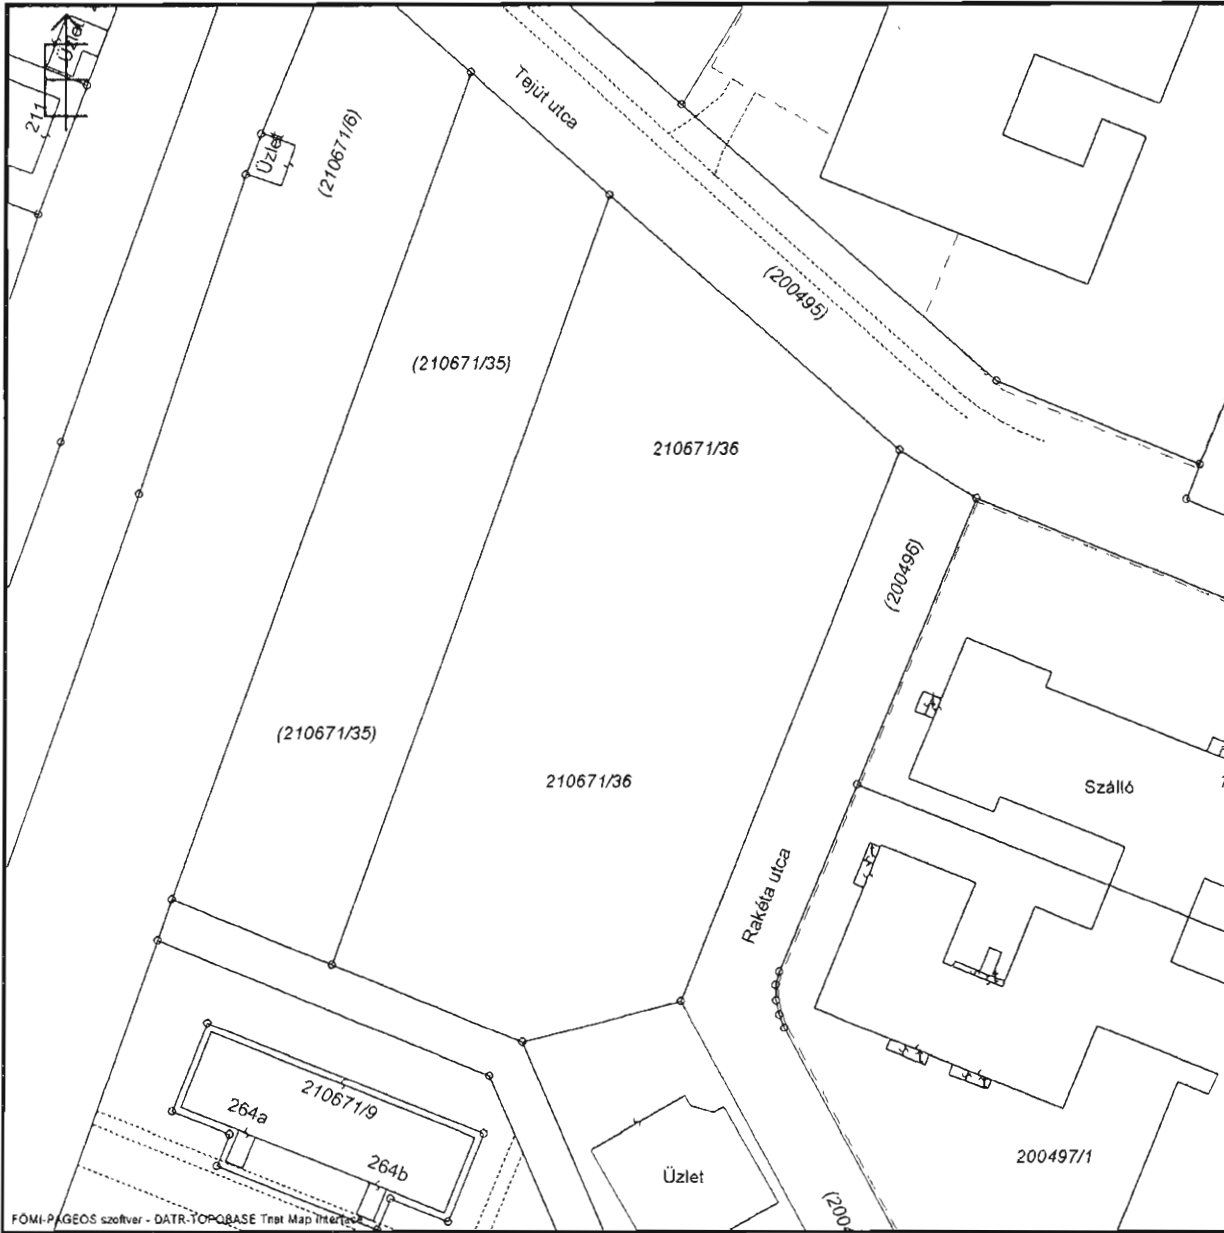 Üzlet
211
Üzlet
(210671/6)
Tejút utca
(200495)
(210671/35)
210671/36
(200496)
(210671/35)
210671/36
Szálló
Rakéta utca
210671/9
264a
264b
Üzlet
200497/1
(2004
FÖMI-PAGEOS szoftver - DATR-TOPOBASE Tnet Map Interface